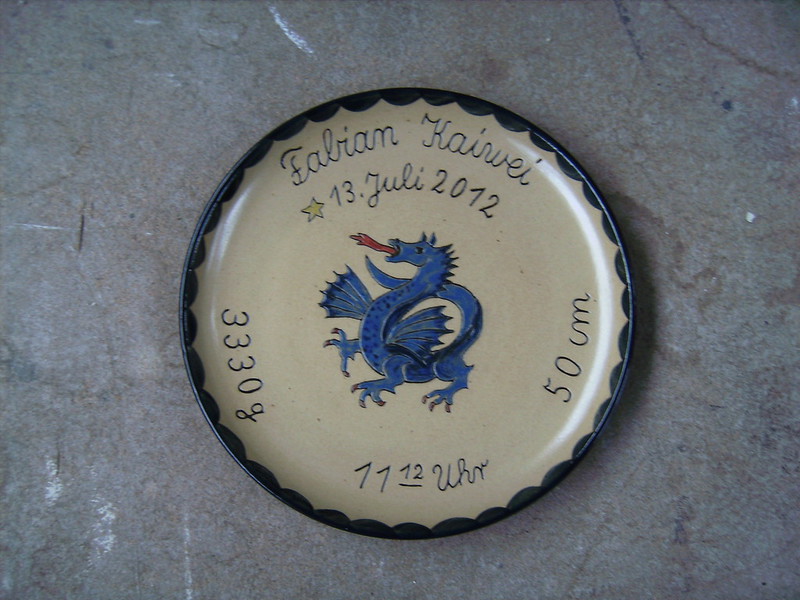 Fabian Kaiwei
13. Juli 2012
3330g
50 cm
11 12 Uhr